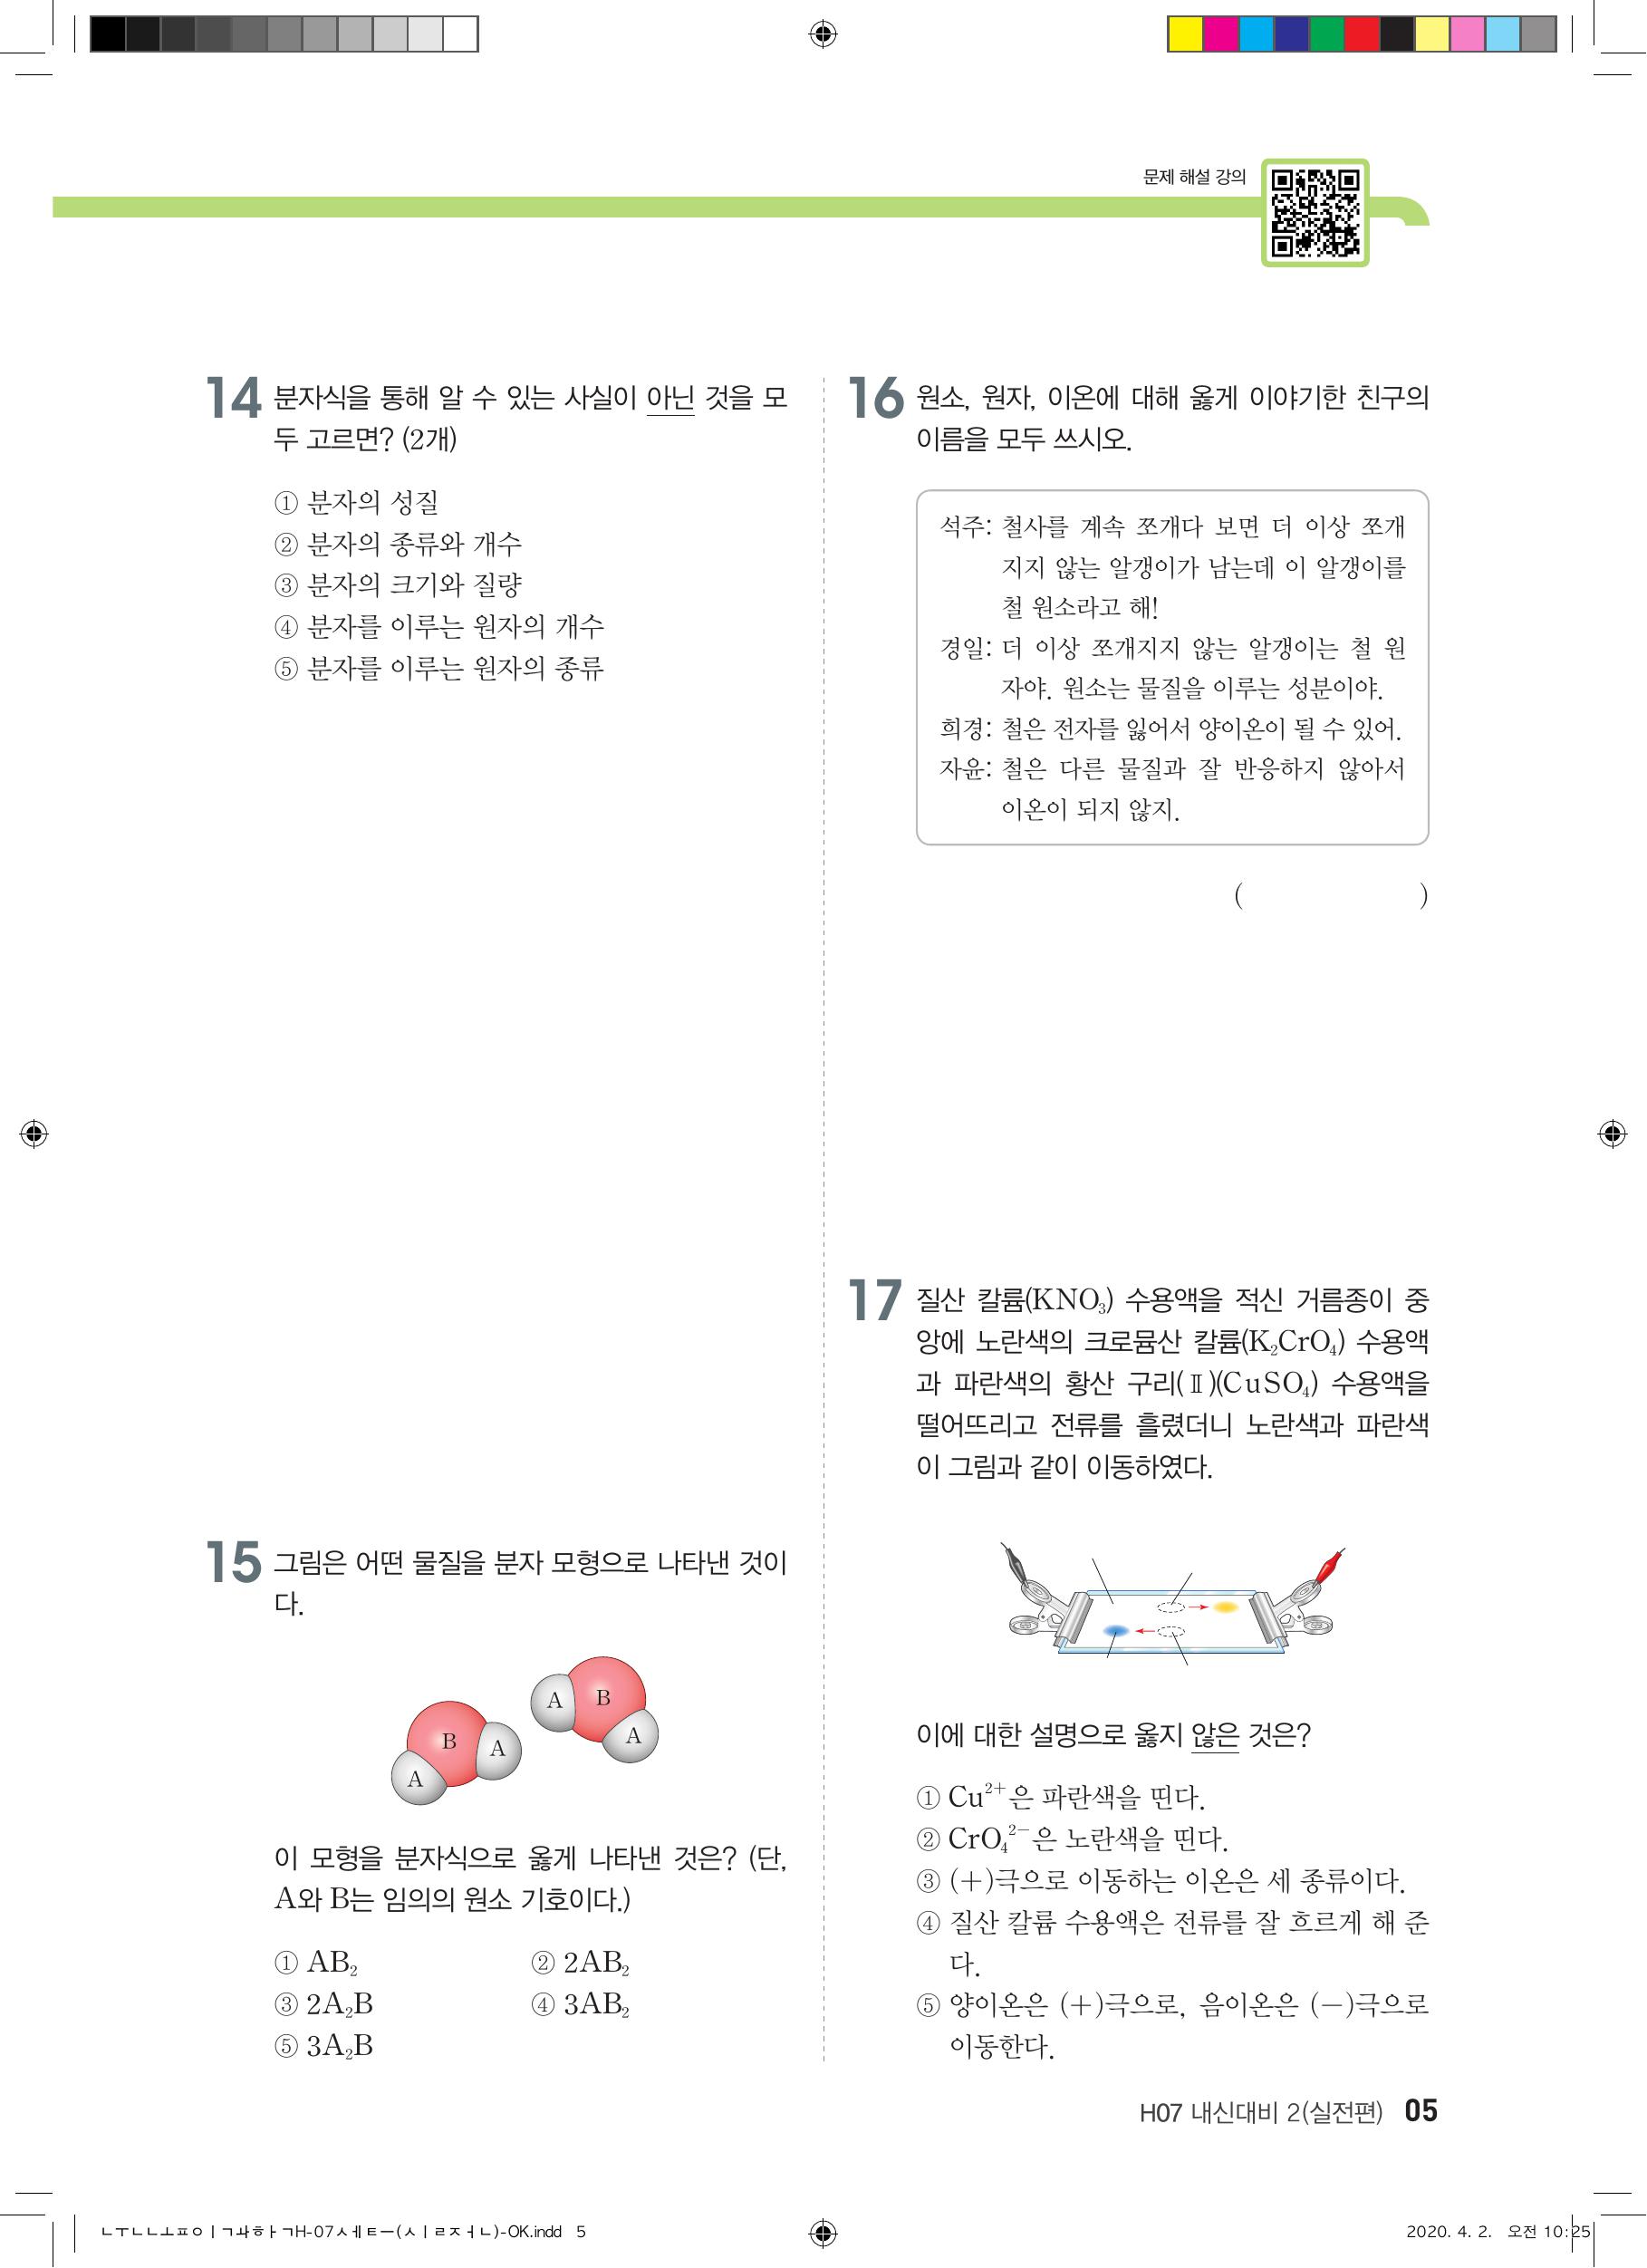 문제 해설 강의
14 분자식을 통해 알 수 있는 사실이 아닌 것을 모
두 고르면? (2개)
① 분자의 성질
② 분자의 종류와 개수
③ 분자의 크기와 질량
④ 분자를 이루는 원자의 개수
⑤ 분자를 이루는 원자의 종류
15 그림은 어떤 물질을 분자 모형으로 나타낸 것이
다.
A B A
B A A
이 모형을 분자식으로 옳게 나타낸 것은? (단,
A와 B는 임의의 원소 기호이다.)
① AB₂ ② 2AB₂
③ 2A₂B ④ 3AB₂
⑤ 3A₂B
16 원소, 원자, 이온에 대해 옳게 이야기한 친구의
이름을 모두 쓰시오.
석주: 철사를 계속 쪼개다 보면 더 이상 쪼개
지지 않는 알갱이가 남는데 이 알갱이를
철 원소라고 해!
경일: 더 이상 쪼개지지 않는 알갱이는 철 원
자야. 원소는 물질을 이루는 성분이야.
희경: 철은 전자를 잃어서 양이온이 될 수 있어.
자윤: 철은 다른 물질과 잘 반응하지 않아서
이온이 되지 않지.
( )
17 질산 칼륨(KNO₃) 수용액을 적신 거름종이 중
앙에 노란색의 크로뮴산 칼륨(K₂CrO₄) 수용액
과 파란색의 황산 구리(Ⅱ)(CuSO₄) 수용액을
떨어뜨리고 전류를 흘렸더니 노란색과 파란색
이 그림과 같이 이동하였다.
이에 대한 설명으로 옳지 않은 것은?
① Cu²⁺은 파란색을 띤다.
② CrO₄²⁻은 노란색을 띤다.
③ (+)극으로 이동하는 이온은 세 종류이다.
④ 질산 칼륨 수용액은 전류를 잘 흐르게 해 준
다.
⑤ 양이온은 (+)극으로, 음이온은 (−)극으로
이동한다.
H07 내신대비 2(실전편) 05
ㄴㅜㄴㄴㅗㅍㅇㅣㄱㅘㅎㅏㄱH-07ㅅㅔㅌㅡ(ㅅㅣㄹㅈㅓㄴ)-OK.indd 5
2020. 4. 2. 오전 10:25